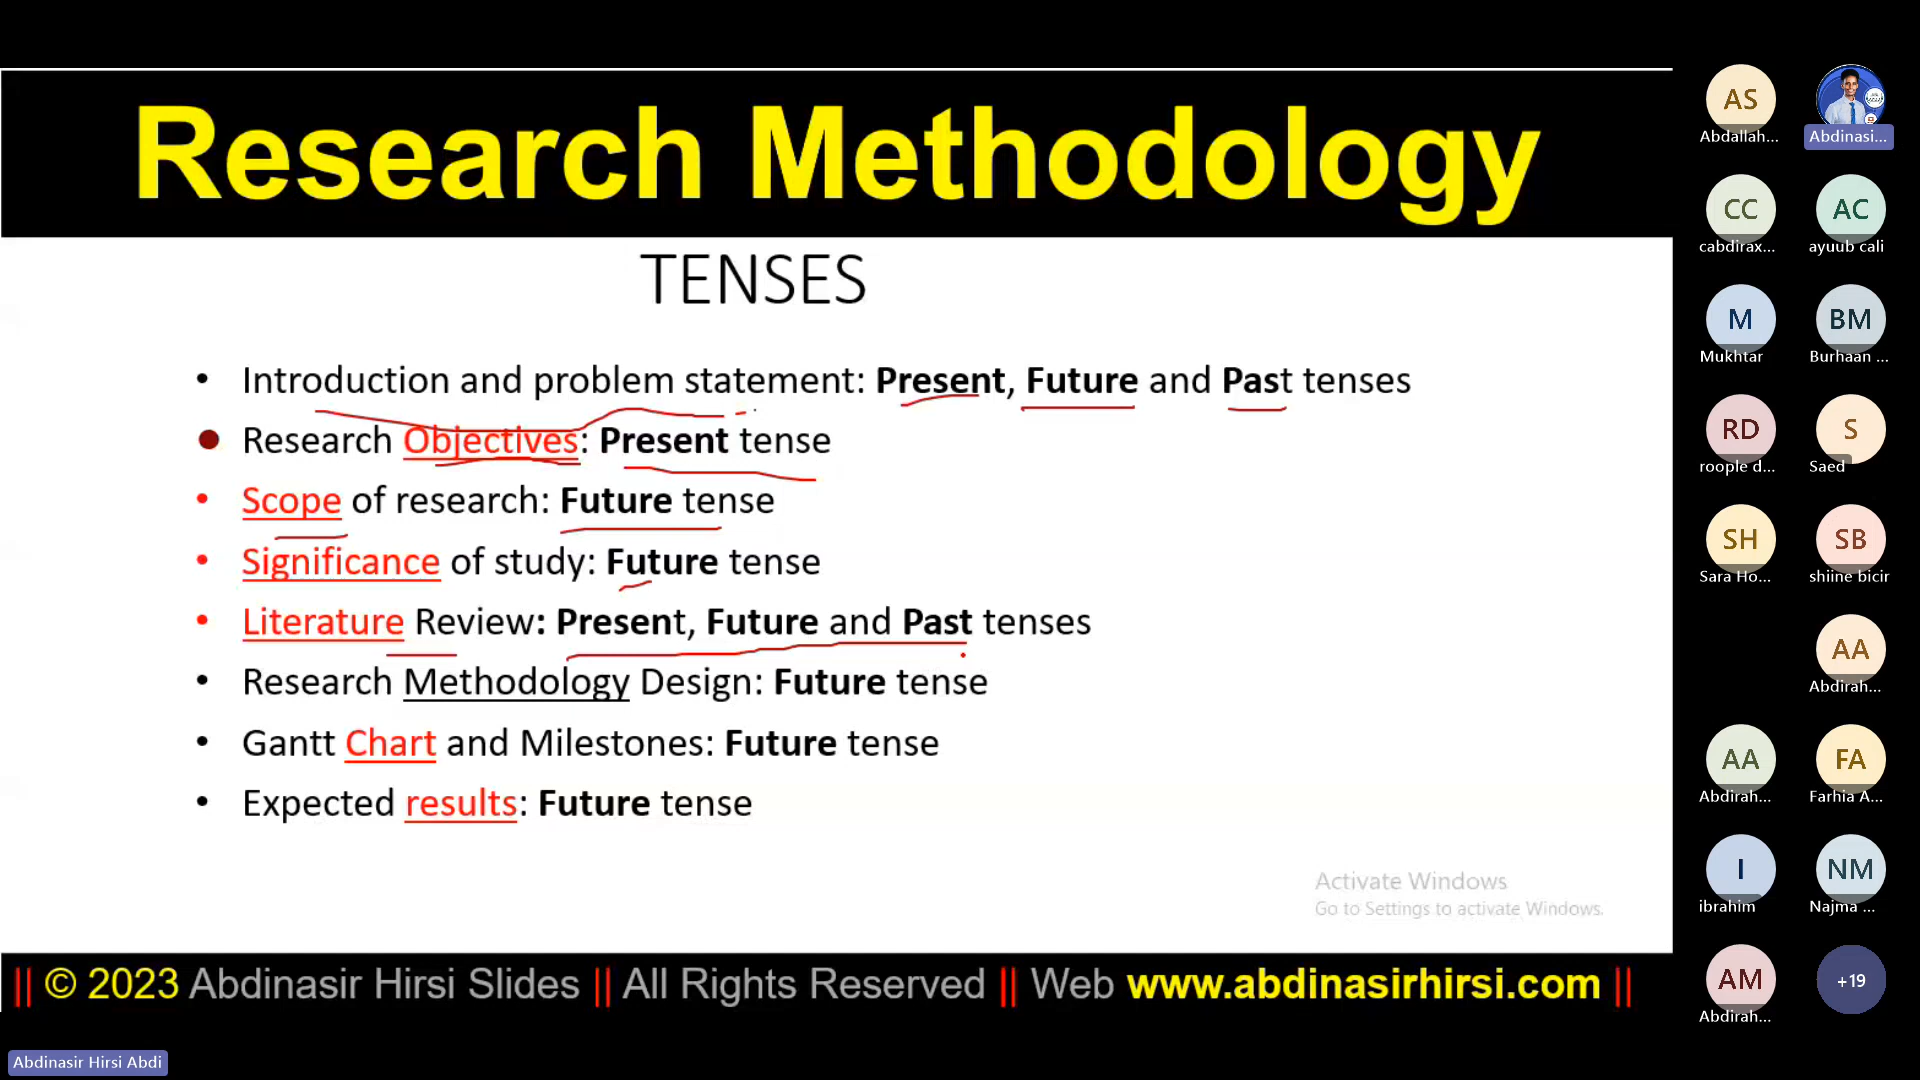 Research Methodology
TENSES
• Introduction and problem statement: Present, Future and Past tenses
• Research Objectives: Present tense
• Scope of research: Future tense
• Significance of study: Future tense
• Literature Review: Present, Future and Past tenses
• Research Methodology Design: Future tense
• Gantt Chart and Milestones: Future tense
• Expected results: Future tense
Activate Windows
Go to Settings to activate Windows.
|| © 2023 Abdinasir Hirsi Slides || All Rights Reserved || Web www.abdinasirhirsi.com ||
Abdinasir Hirsi Abdi
AS
Abdallah... Abdinasi...
CC AC
cabdirax... ayuub cali
M BM
Mukhtar Burhaan ...
RD S
roople d... Saed
SH SB
Sara Ho... shiine bicir
AA
Abdirah...
AA FA
Abdirah... Farhia A...
I NM
ibrahim Najma ...
AM +19
Abdirah...